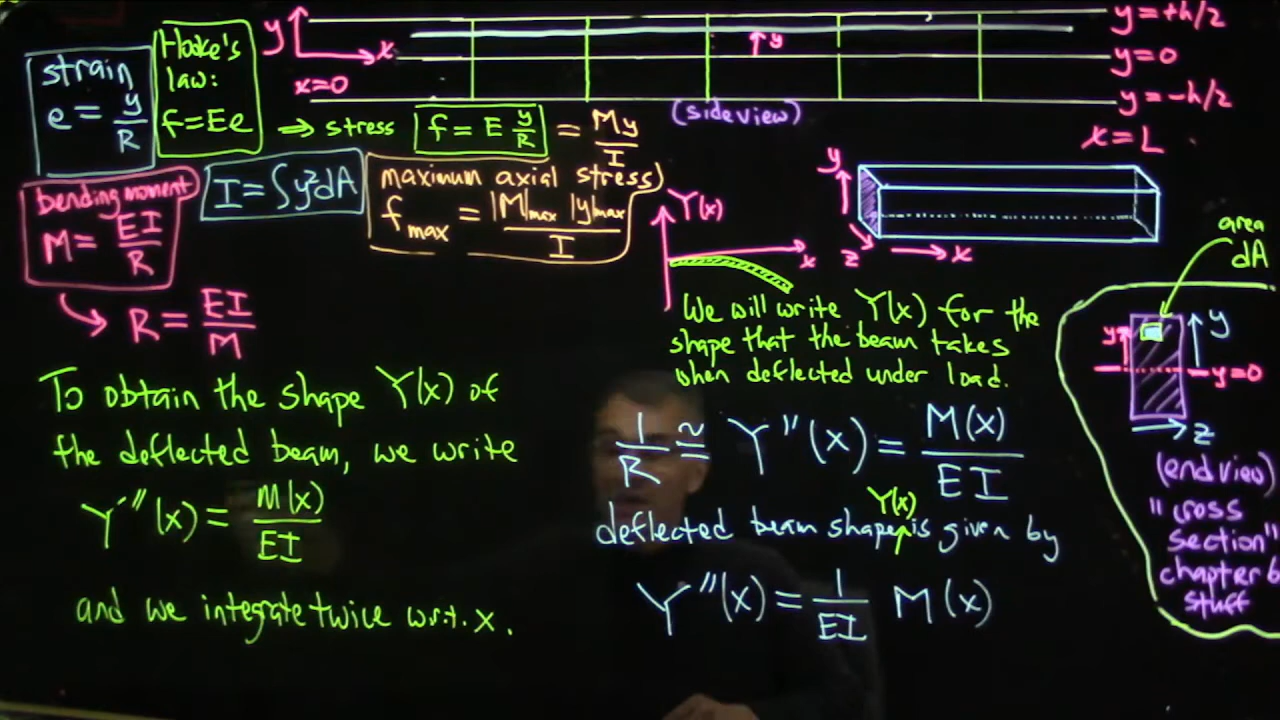 y
x
x=0
y
y=+h/2
y=0
y=-h/2
x=L
(sideview)
strain
e = y/R
Hooke's
law:
f=Ee
⇒ stress f = E y/R = My/I
bending moment
M = EI/R
→ R = EI/M
I = ∫y²dA
maximum axial stress
f max = |M|max |y|max / I
Y(x)
x
y
z
x
We will write Y(x) for the
shape that the beam takes
when deflected under load.
To obtain the shape Y(x) of
the deflected beam, we write
Y''(x) = M(x)/EI
and we integrate twice w.r.t. x.
1/R ≅ Y''(x) = M(x)/EI
Y(x)
deflected beam shape is given by
Y''(x) = 1/EI M(x)
area
dA
y
y
y=0
z
(end view)
"cross
section"
chapter 6
stuff